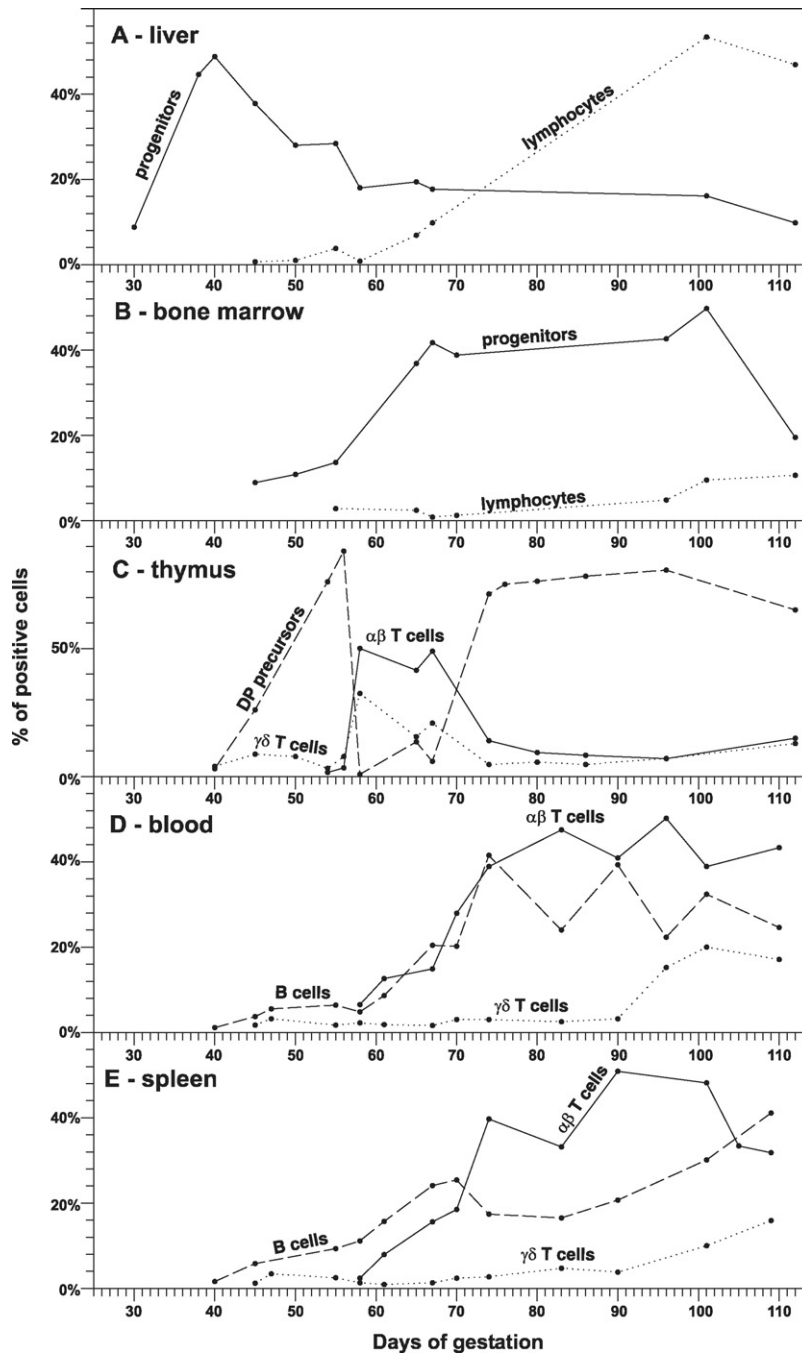 A - liver
progenitors
lymphocytes
40%
20%
0%
30 40 50 60 70 80 90 100 110
B - bone marrow
progenitors
lymphocytes
40%
20%
0%
30 40 50 60 70 80 90 100 110
C - thymus
DP precursors
αβ T cells
γδ T cells
50%
0%
30 40 50 60 70 80 90 100 110
D - blood
αβ T cells
B cells
γδ T cells
40%
20%
0%
30 40 50 60 70 80 90 100 110
E - spleen
αβ T cells
B cells
γδ T cells
40%
20%
0%
30 40 50 60 70 80 90 100 110
Days of gestation
% of positive cells